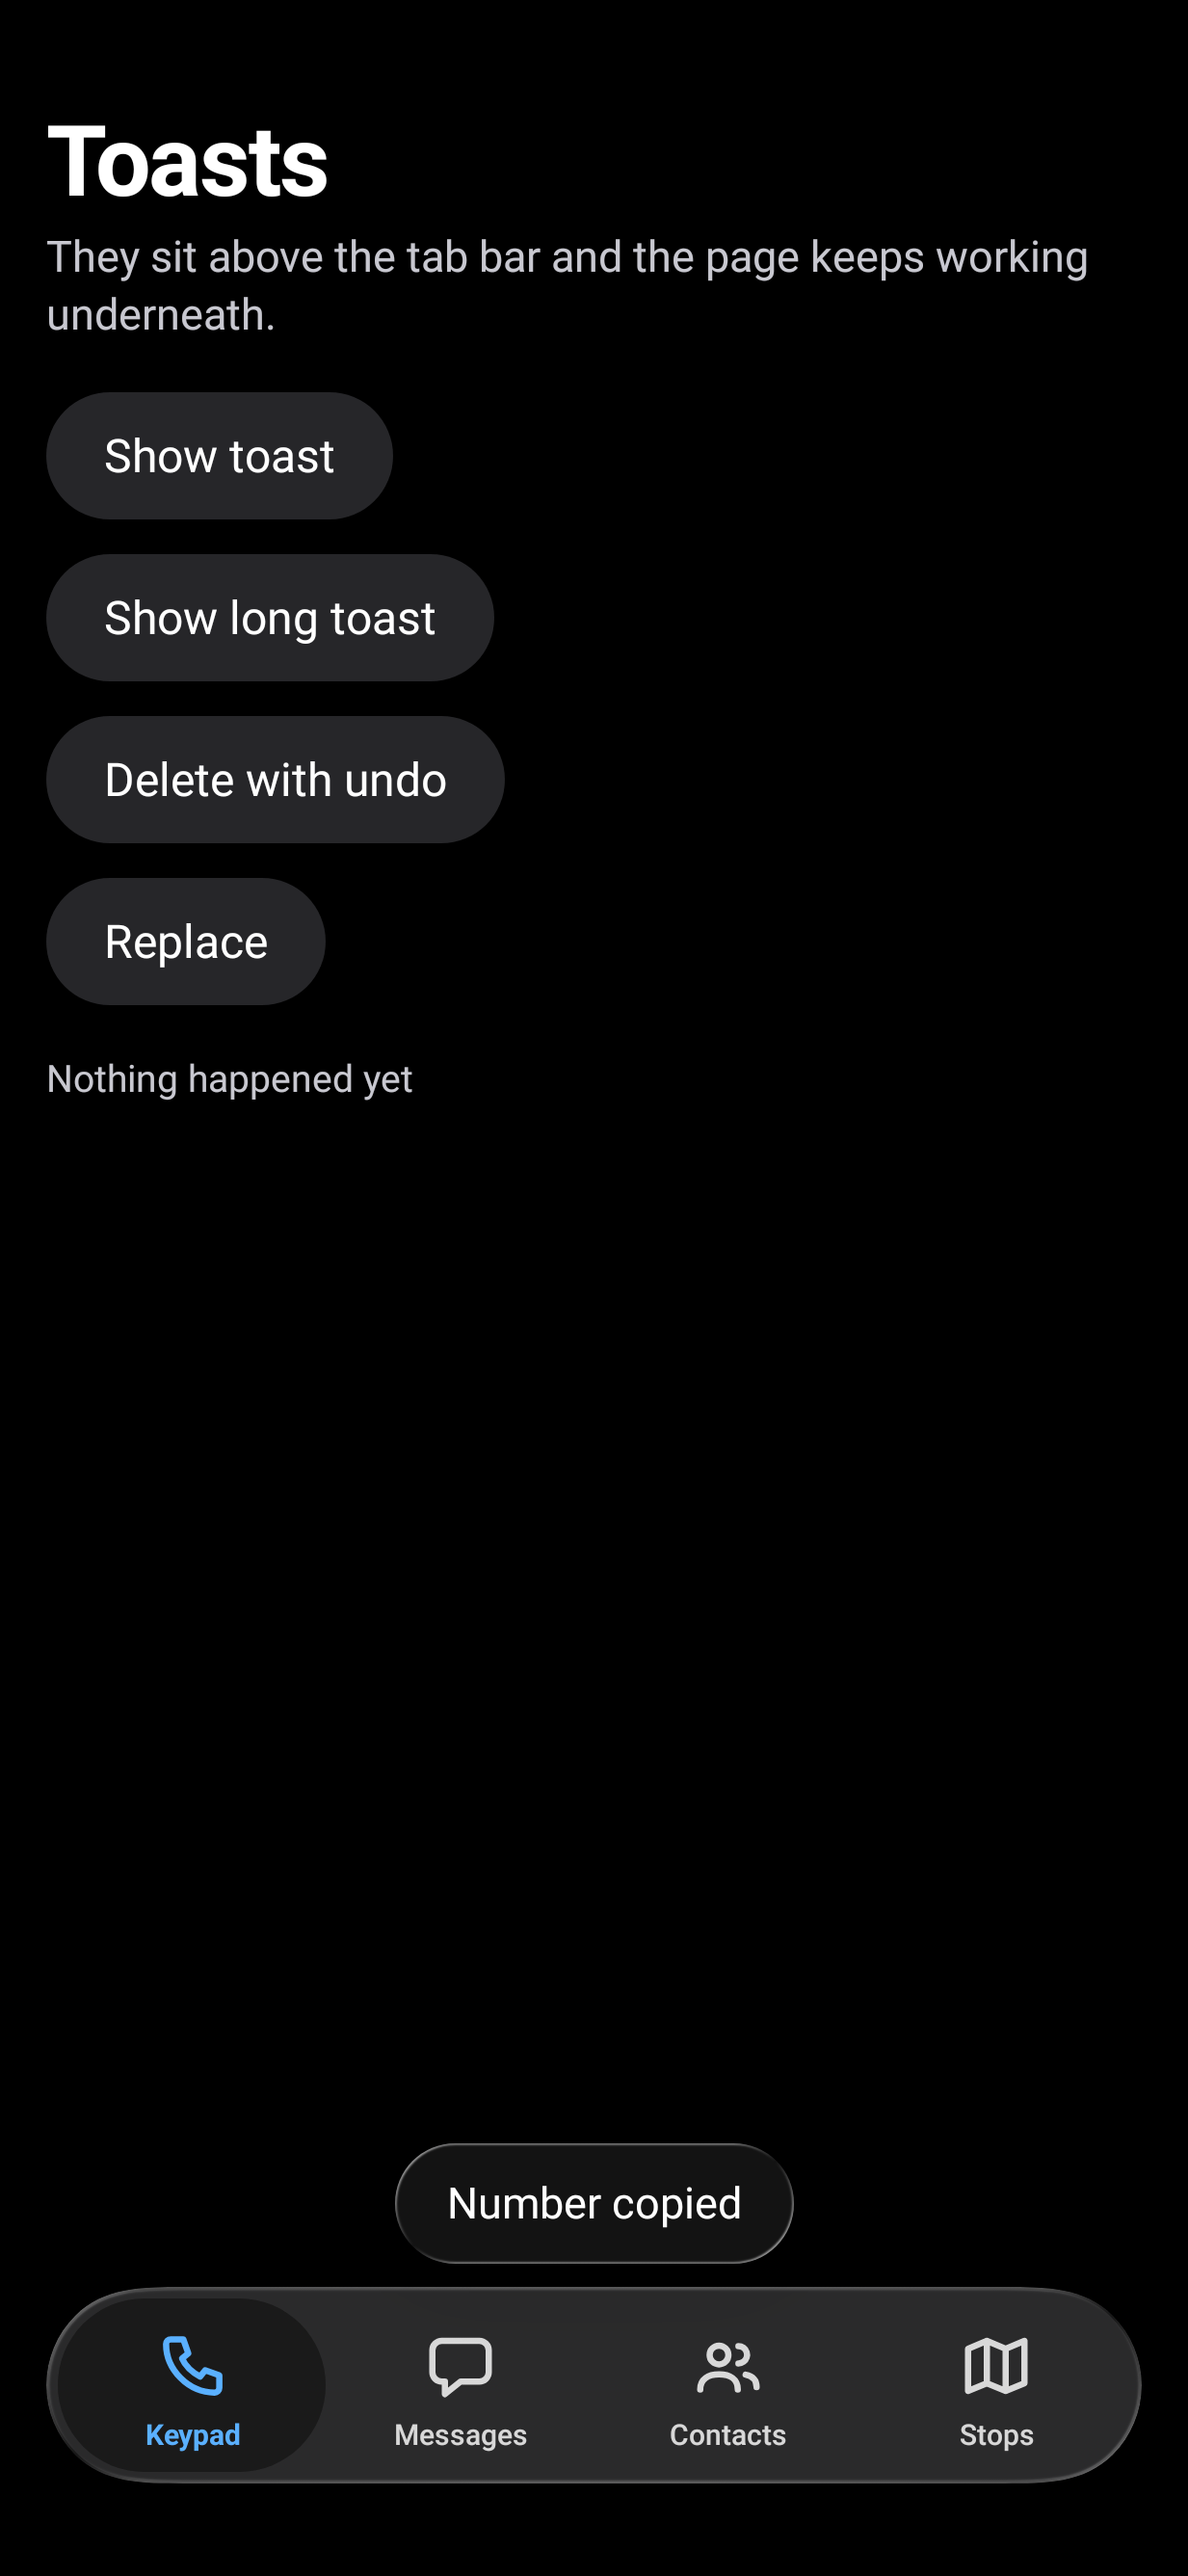 Toasts
They sit above the tab bar and the page keeps working
underneath.
Show toast
Show long toast
Delete with undo
Replace
Nothing happened yet
Number copied
Keypad
Messages
Contacts
Stops